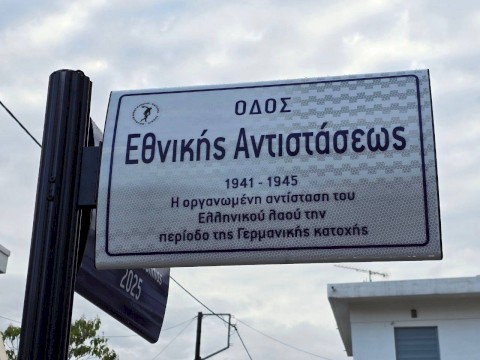 ΟΔΟΣ
Εθνικής Αντιστάσεως
1941 - 1945
Η οργανωμένη αντίσταση του
Ελληνικού λαού την
περίοδο της Γερμανικής κατοχής
2025